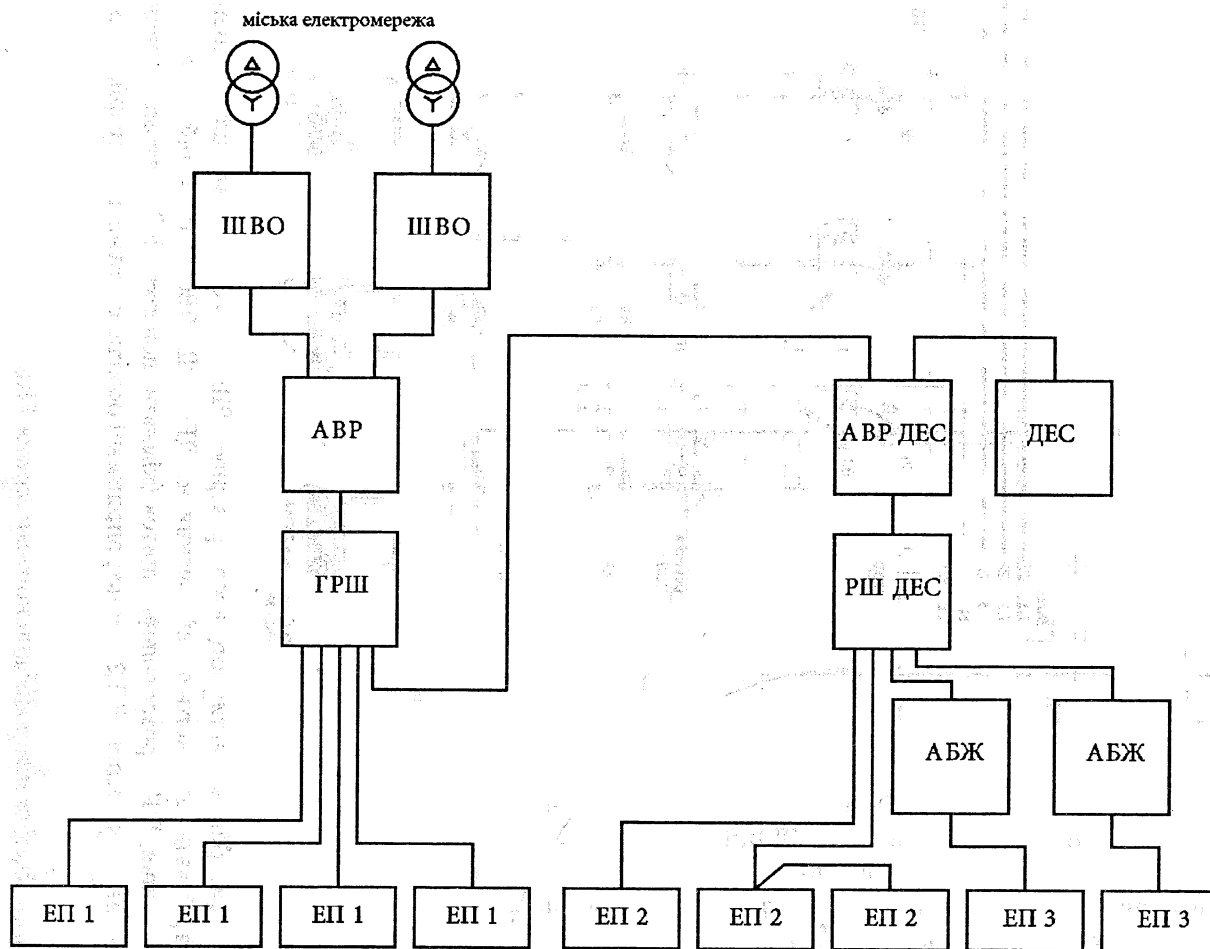 міська електромережа
Δ Δ
Y Y
ШВО ШВО
АВР АВР ДЕС ДЕС
ГРШ РШ ДЕС
АБЖ АБЖ
ЕП 1 ЕП 1 ЕП 1 ЕП 1 ЕП 2 ЕП 2 ЕП 2 ЕП 3 ЕП 3